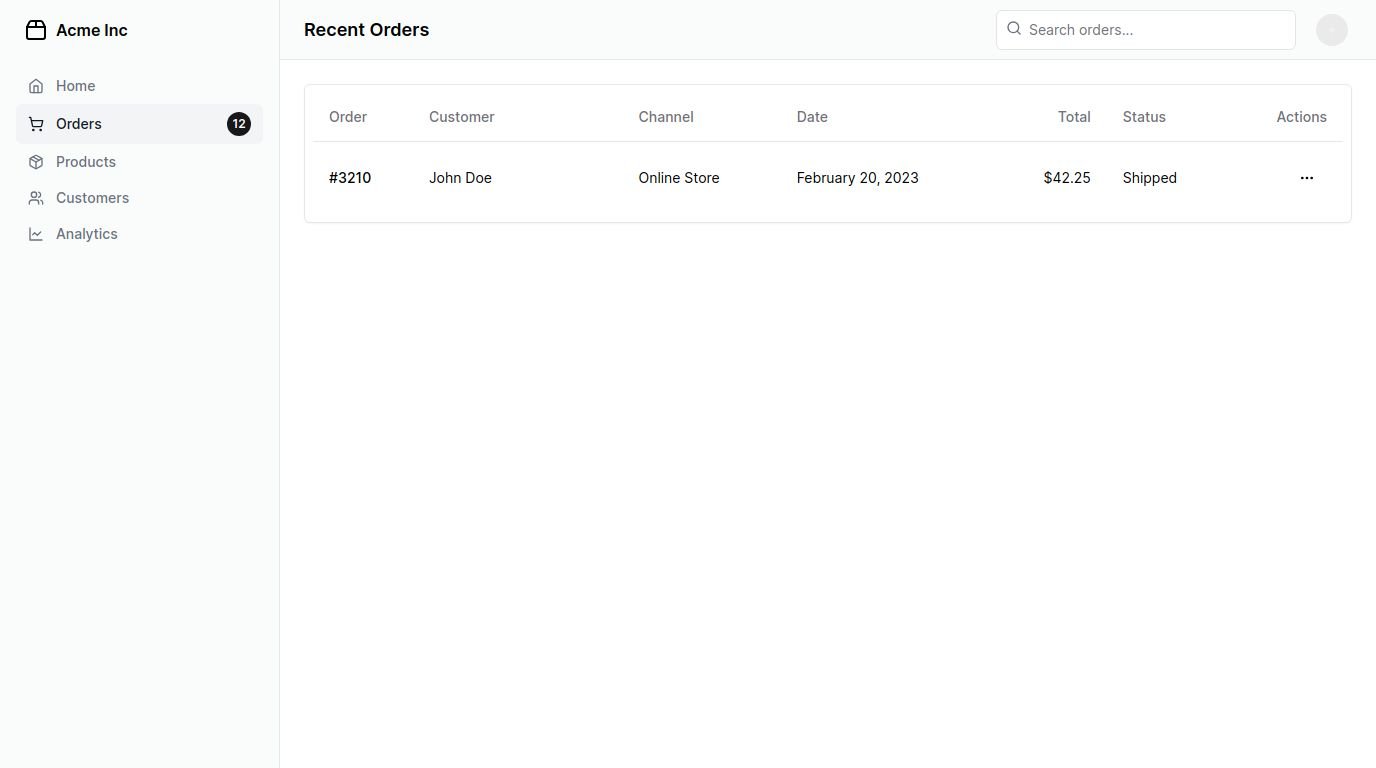 Acme Inc
Home
Orders 12
Products
Customers
Analytics
Recent Orders
Search orders...
Order Customer Channel Date Total Status Actions
#3210 John Doe Online Store February 20, 2023 $42.25 Shipped ...